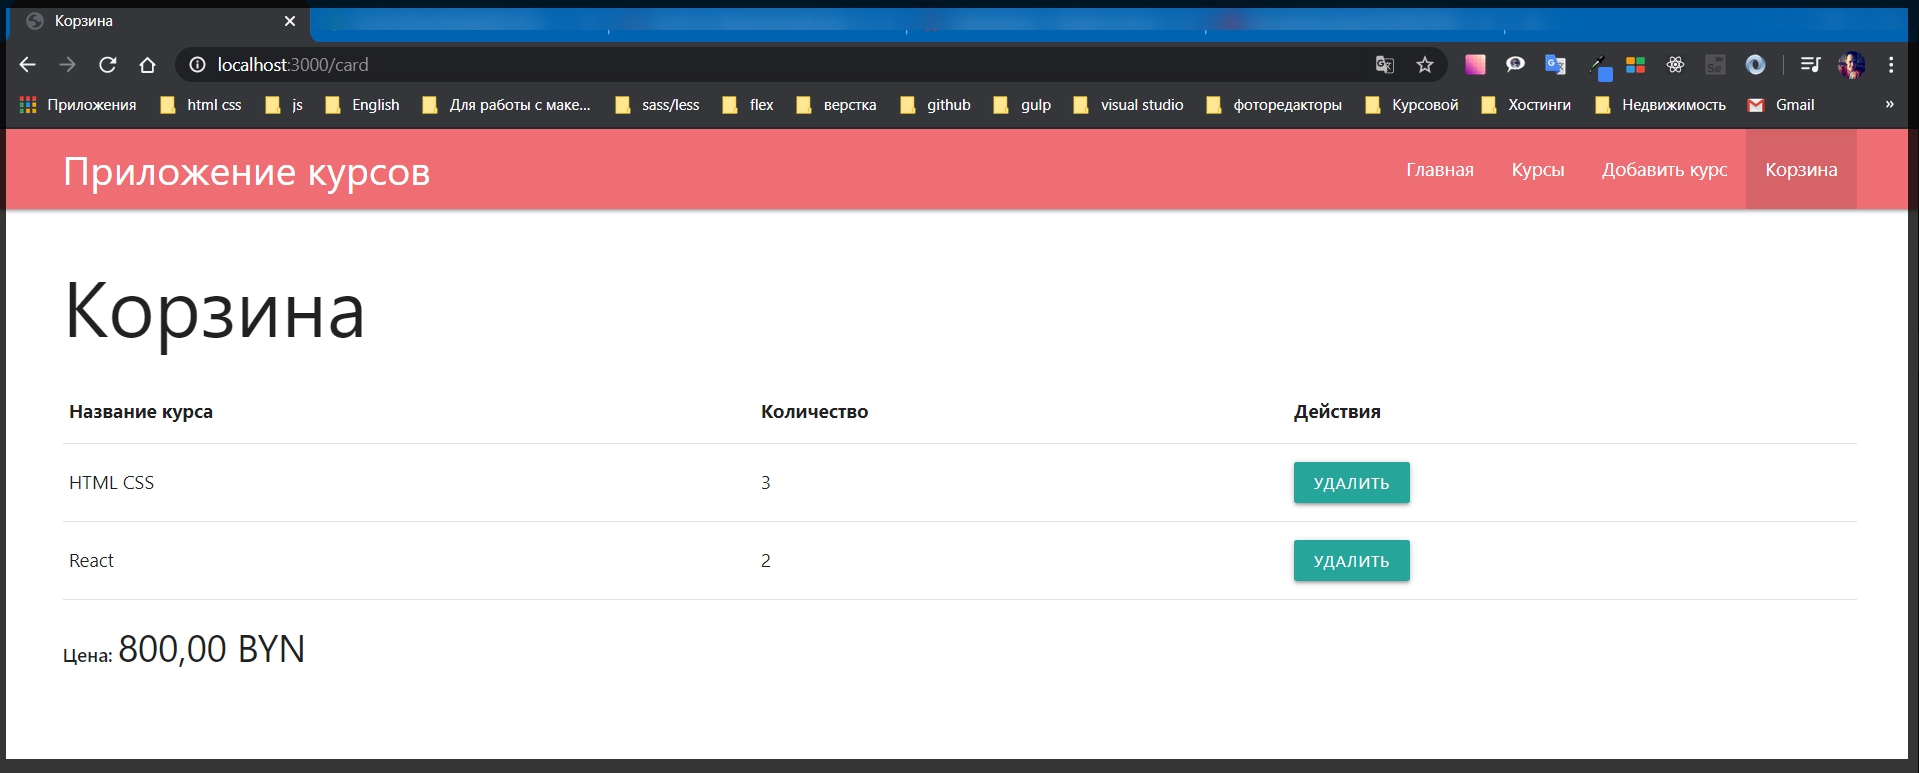 Корзина
localhost:3000/card
Приложения html css js English Для работы с маке... sass/less flex верстка github gulp visual studio фоторедакторы Курсовой Хостинги Недвижимость Gmail »
Приложение курсов Главная Курсы Добавить курс Корзина
Корзина
Название курса Количество Действия
HTML CSS 3 УДАЛИТЬ
React 2 УДАЛИТЬ
Цена: 800,00 BYN